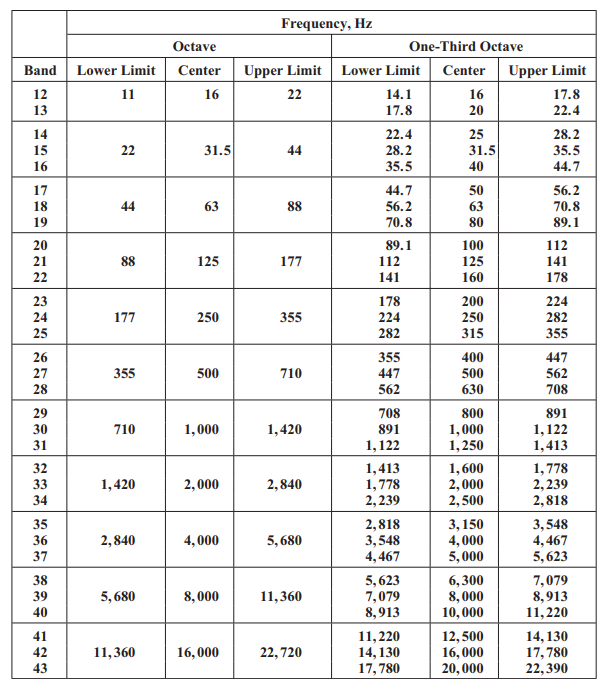 Frequency, Hz
Octave One-Third Octave
Band Lower Limit Center Upper Limit Lower Limit Center Upper Limit
12 11 16 22 14.1 16 17.8
13 17.8 20 22.4
14 22.4 25 28.2
15 22 31.5 44 28.2 31.5 35.5
16 35.5 40 44.7
17 44.7 50 56.2
18 44 63 88 56.2 63 70.8
19 70.8 80 89.1
20 89.1 100 112
21 88 125 177 112 125 141
22 141 160 178
23 178 200 224
24 177 250 355 224 250 282
25 282 315 355
26 355 400 447
27 355 500 710 447 500 562
28 562 630 708
29 708 800 891
30 710 1,000 1,420 891 1,000 1,122
31 1,122 1,250 1,413
32 1,413 1,600 1,778
33 1,420 2,000 2,840 1,778 2,000 2,239
34 2,239 2,500 2,818
35 2,818 3,150 3,548
36 2,840 4,000 5,680 3,548 4,000 4,467
37 4,467 5,000 5,623
38 5,623 6,300 7,079
39 5,680 8,000 11,360 7,079 8,000 8,913
40 8,913 10,000 11,220
41 11,220 12,500 14,130
42 11,360 16,000 22,720 14,130 16,000 17,780
43 17,780 20,000 22,390